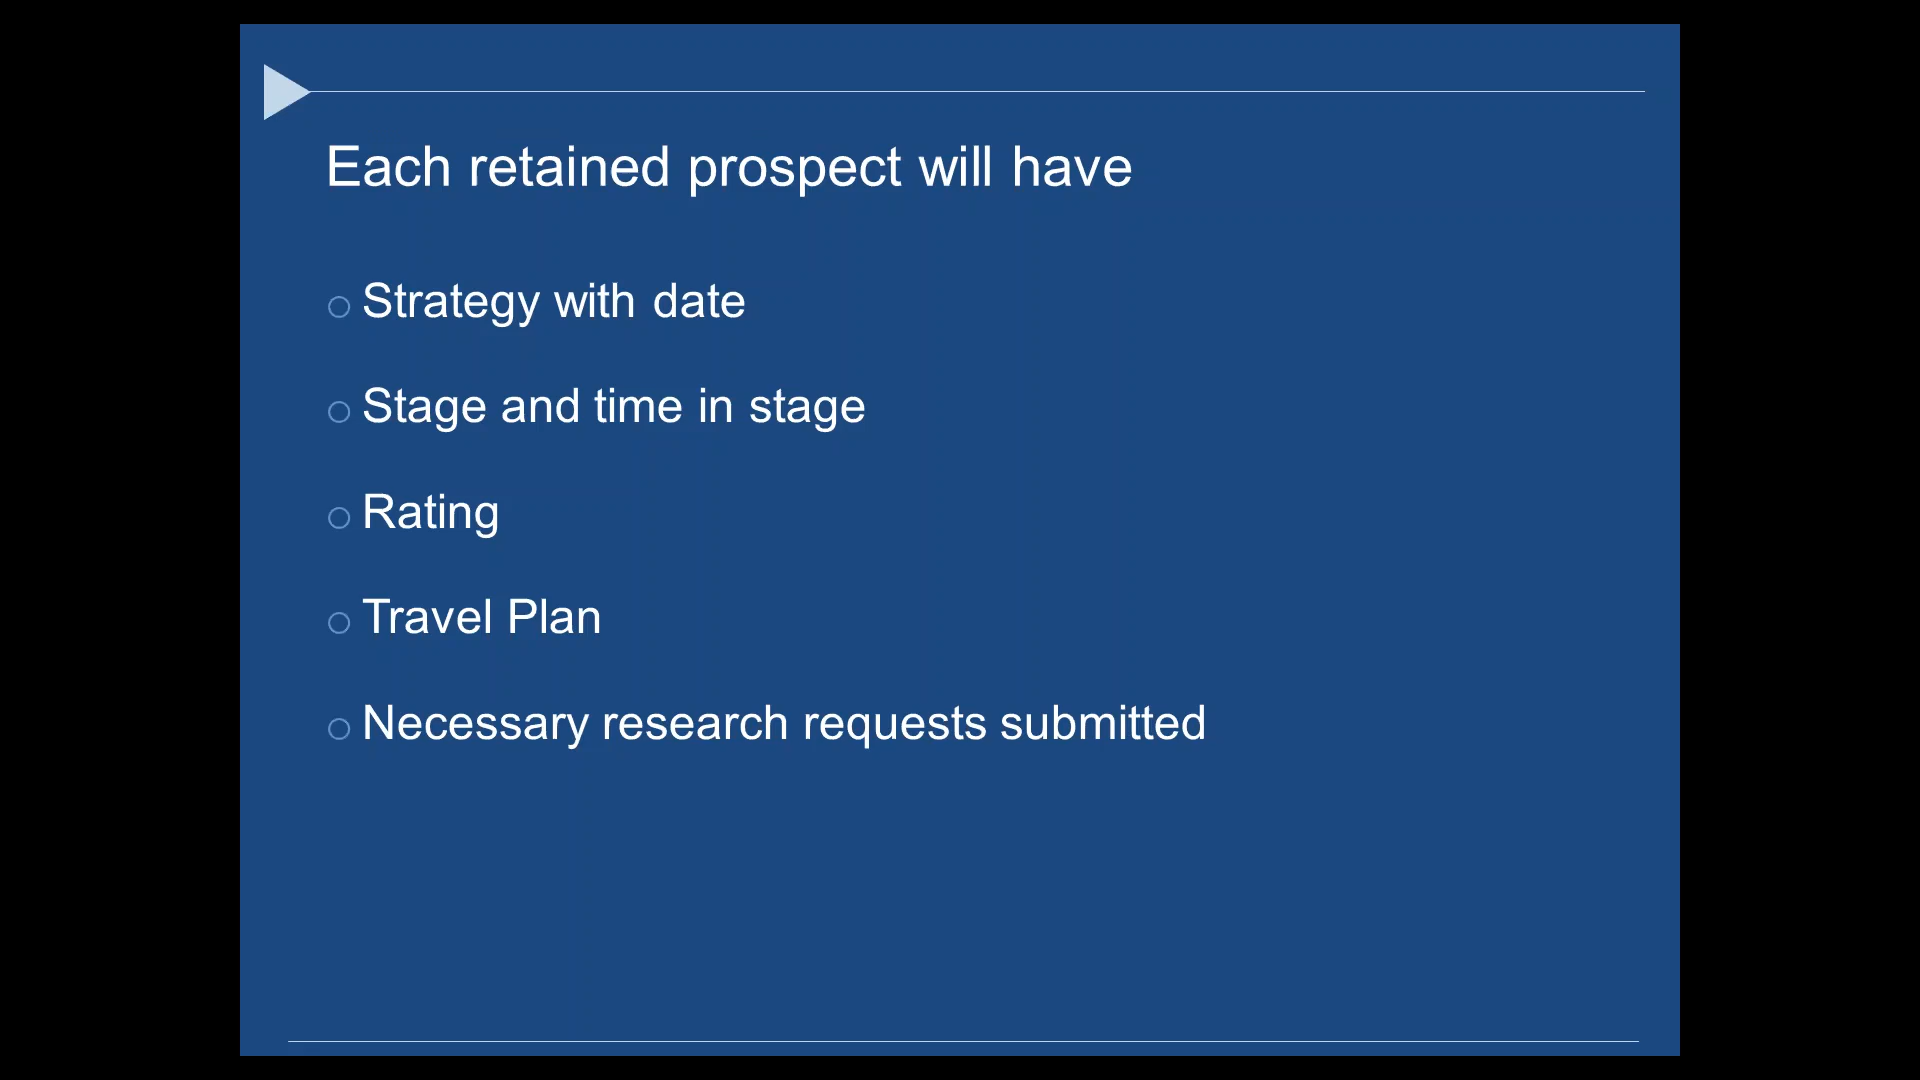 Each retained prospect will have
Strategy with date
Stage and time in stage
Rating
Travel Plan
Necessary research requests submitted